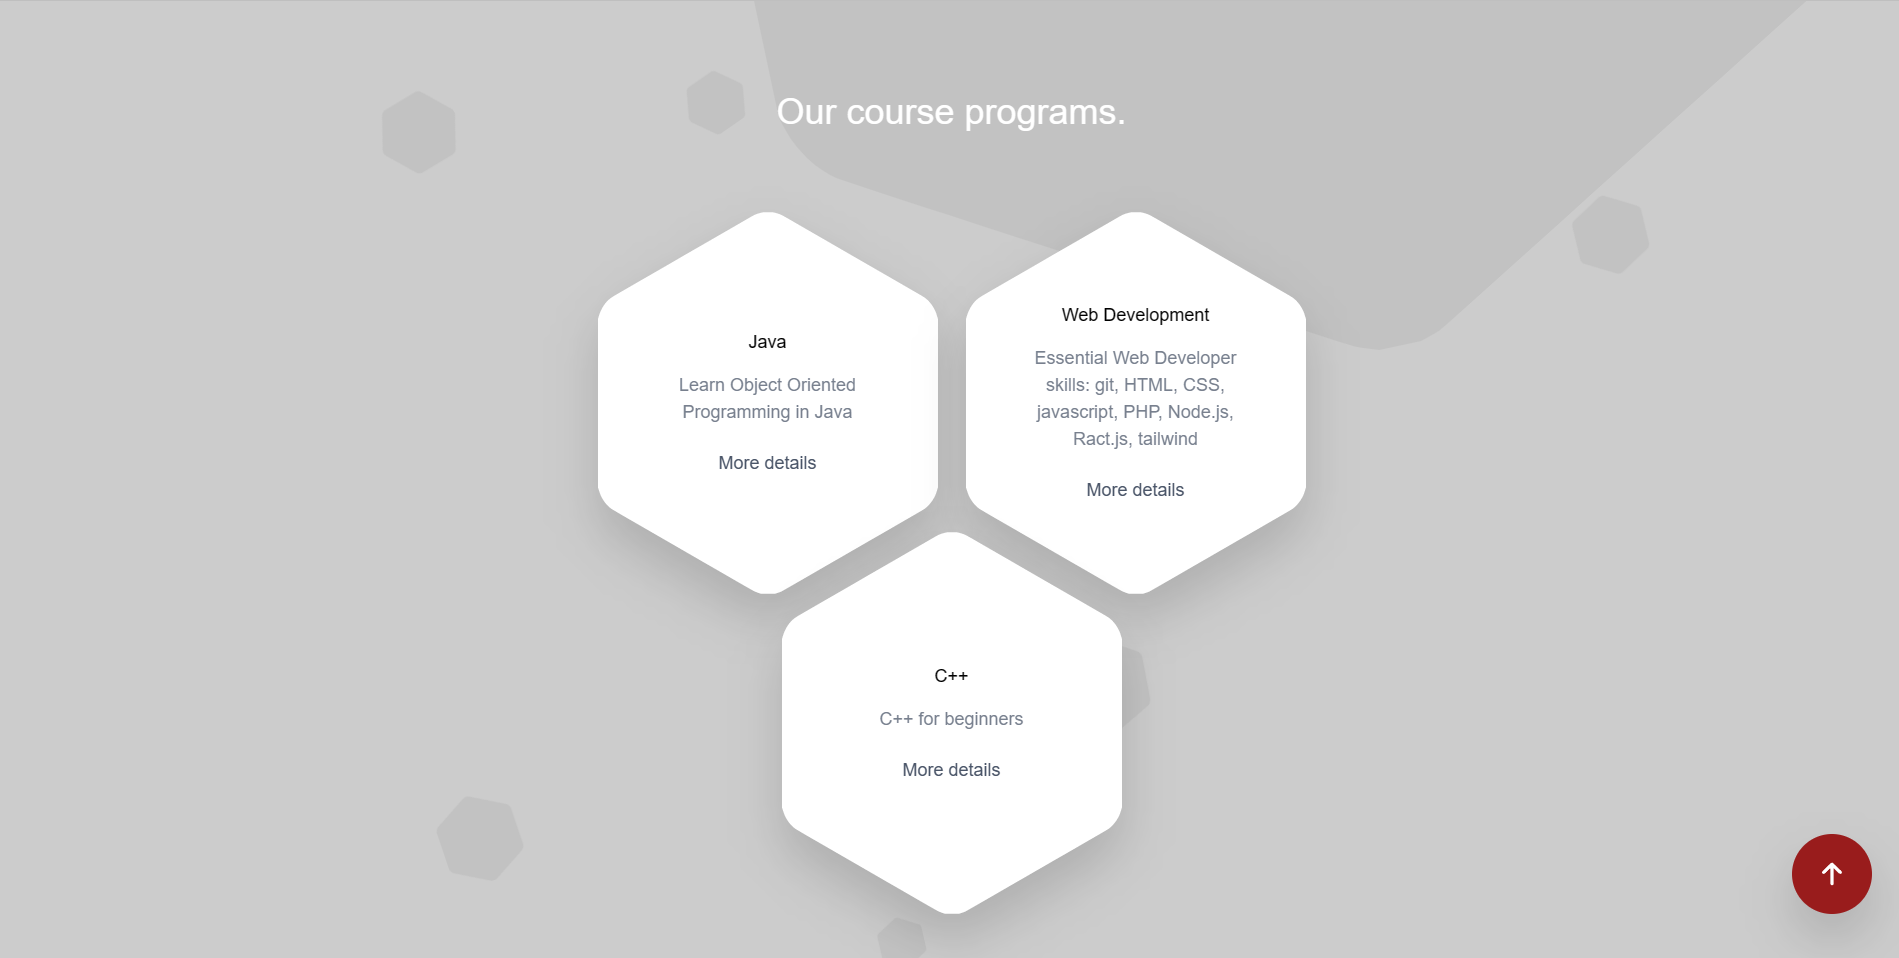 Our course programs.
Java
Learn Object Oriented
Programming in Java
More details
Web Development
Essential Web Developer
skills: git, HTML, CSS,
javascript, PHP, Node.js,
Ract.js, tailwind
More details
C++
C++ for beginners
More details